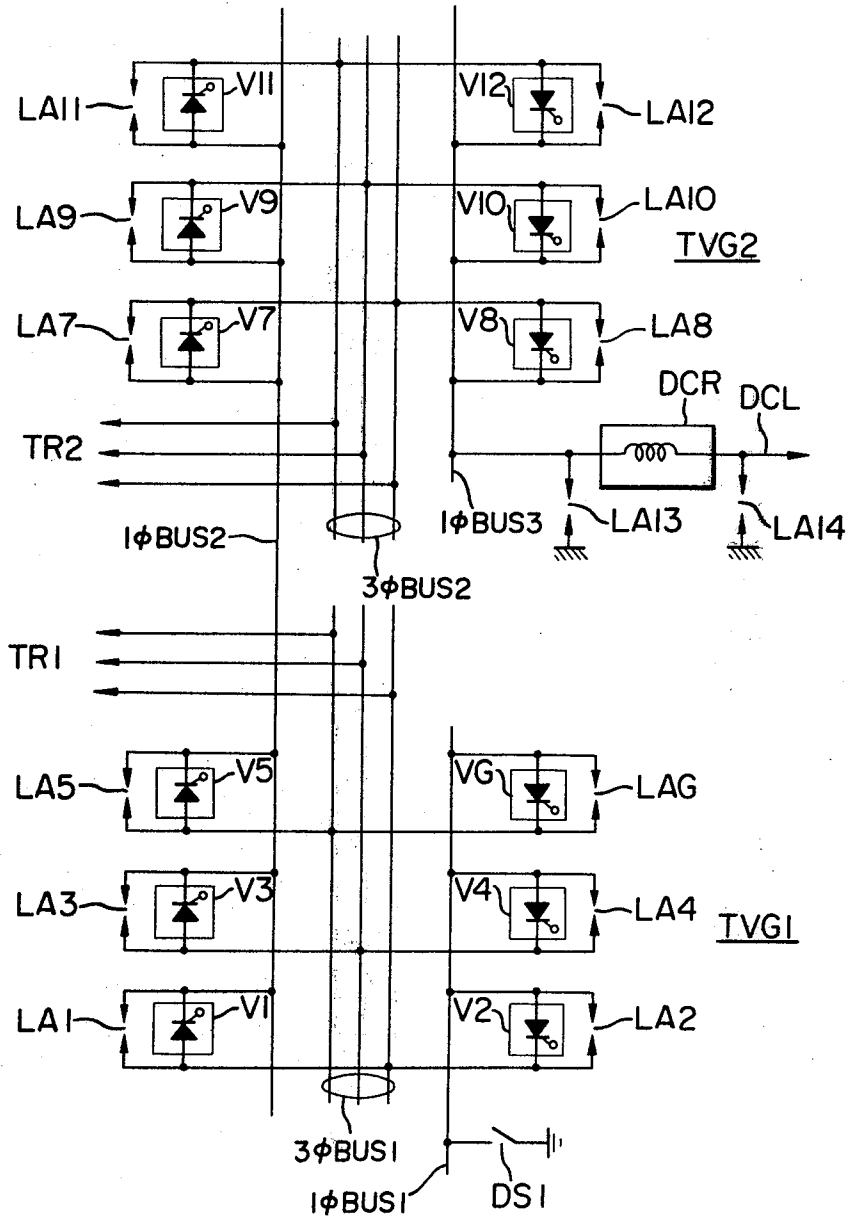 V11 V12
LA11 LA12
V9 V10
LA9 LA10
TVG2
V7 V8
LA7 LA8
DCR
DCL
TR2
1ϕBUS2 1ϕBUS3 LA13 LA14
3ϕBUS2
TR1
V5 VG
LA5 LAG
V3 V4
LA3 LA4
TVG1
V1 V2
LA1 LA2
3ϕBUS1
1ϕBUS1 DS1